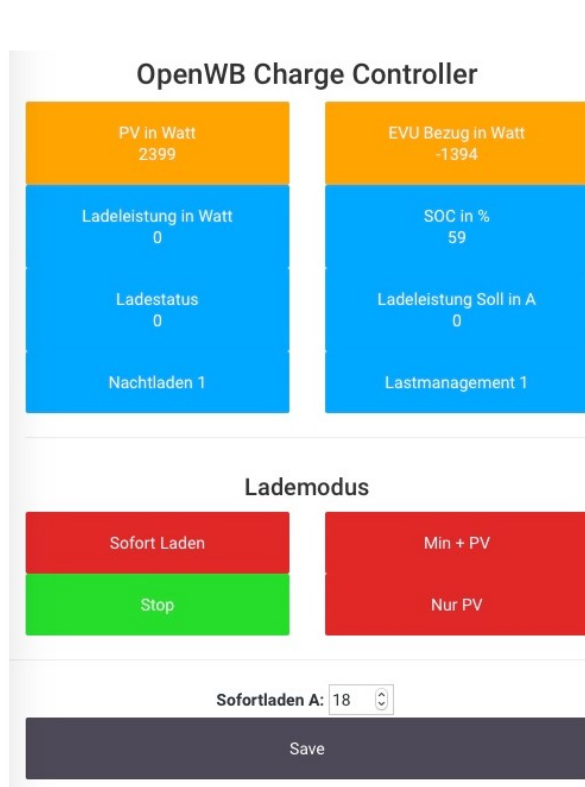 OpenWB Charge Controller
PV in Watt
2399
EVU Bezug in Watt
-1394
Ladeleistung in Watt
0
SOC in %
59
Ladestatus
0
Ladeleistung Soll in A
0
Nachtladen 1
Lastmanagement 1
Lademodus
Sofort Laden
Min + PV
Stop
Nur PV
Sofortladen A: 18
Save